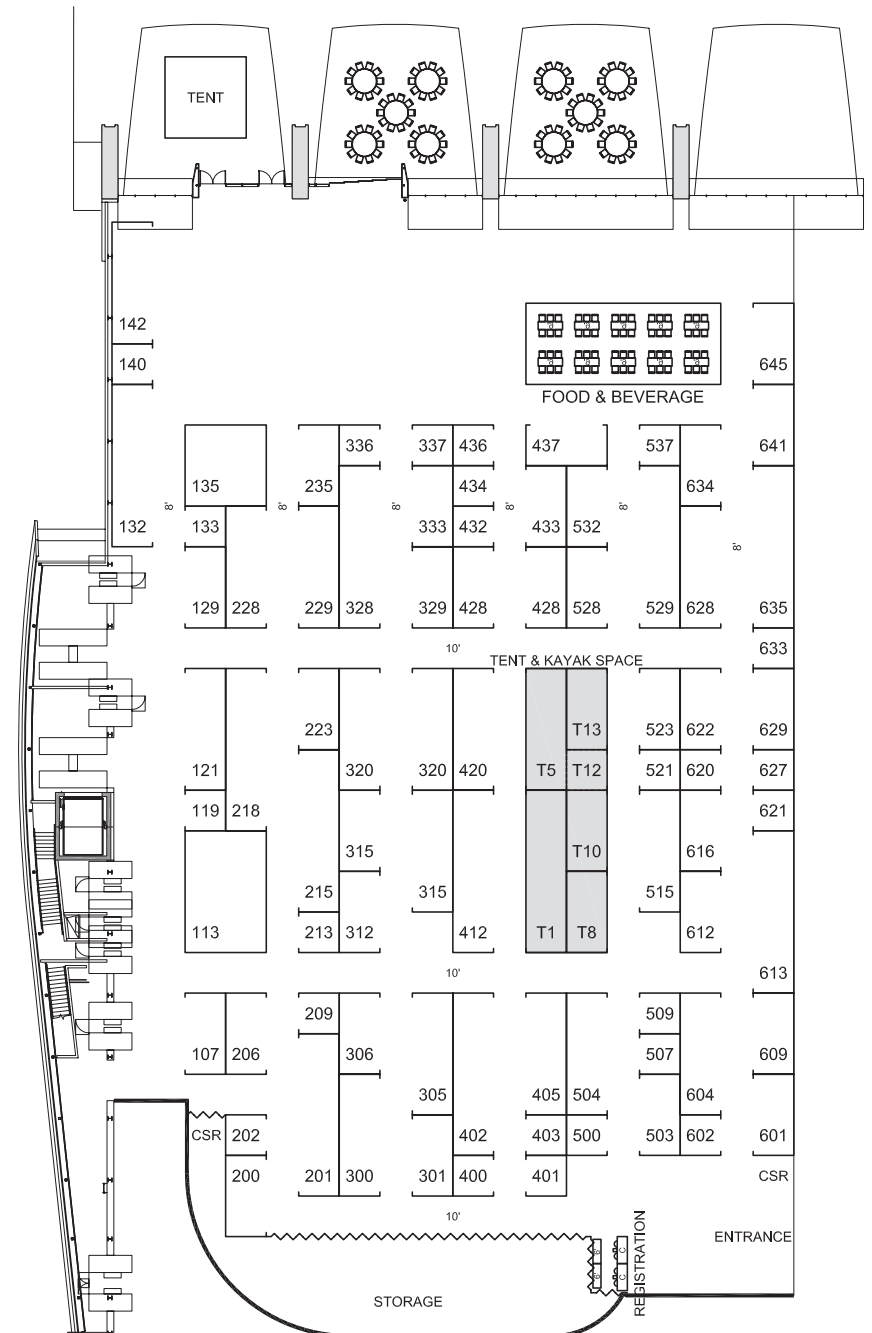 TENT
142
140
645
FOOD & BEVERAGE
336 337 436 437 537 641
135 235 434 634
8' 8' 8' 8' 8'
132 133 333 432 433 532
8'
129 228 229 328 329 428 428 528 529 628 635
10'
633
TENT & KAYAK SPACE
223 T13 523 622 629
121 320 320 420 T5 T12 521 620 627
119 218 621
315 T10 616
215 315 515
113 213 312 412 T1 T8 612
10' 613
209 509
107 206 306 507 609
305 405 504 604
CSR 202 402 403 500 503 602 601
200 201 300 301 400 401 CSR
10'
ENTRANCE
6' C
6' C
REGISTRATION
STORAGE